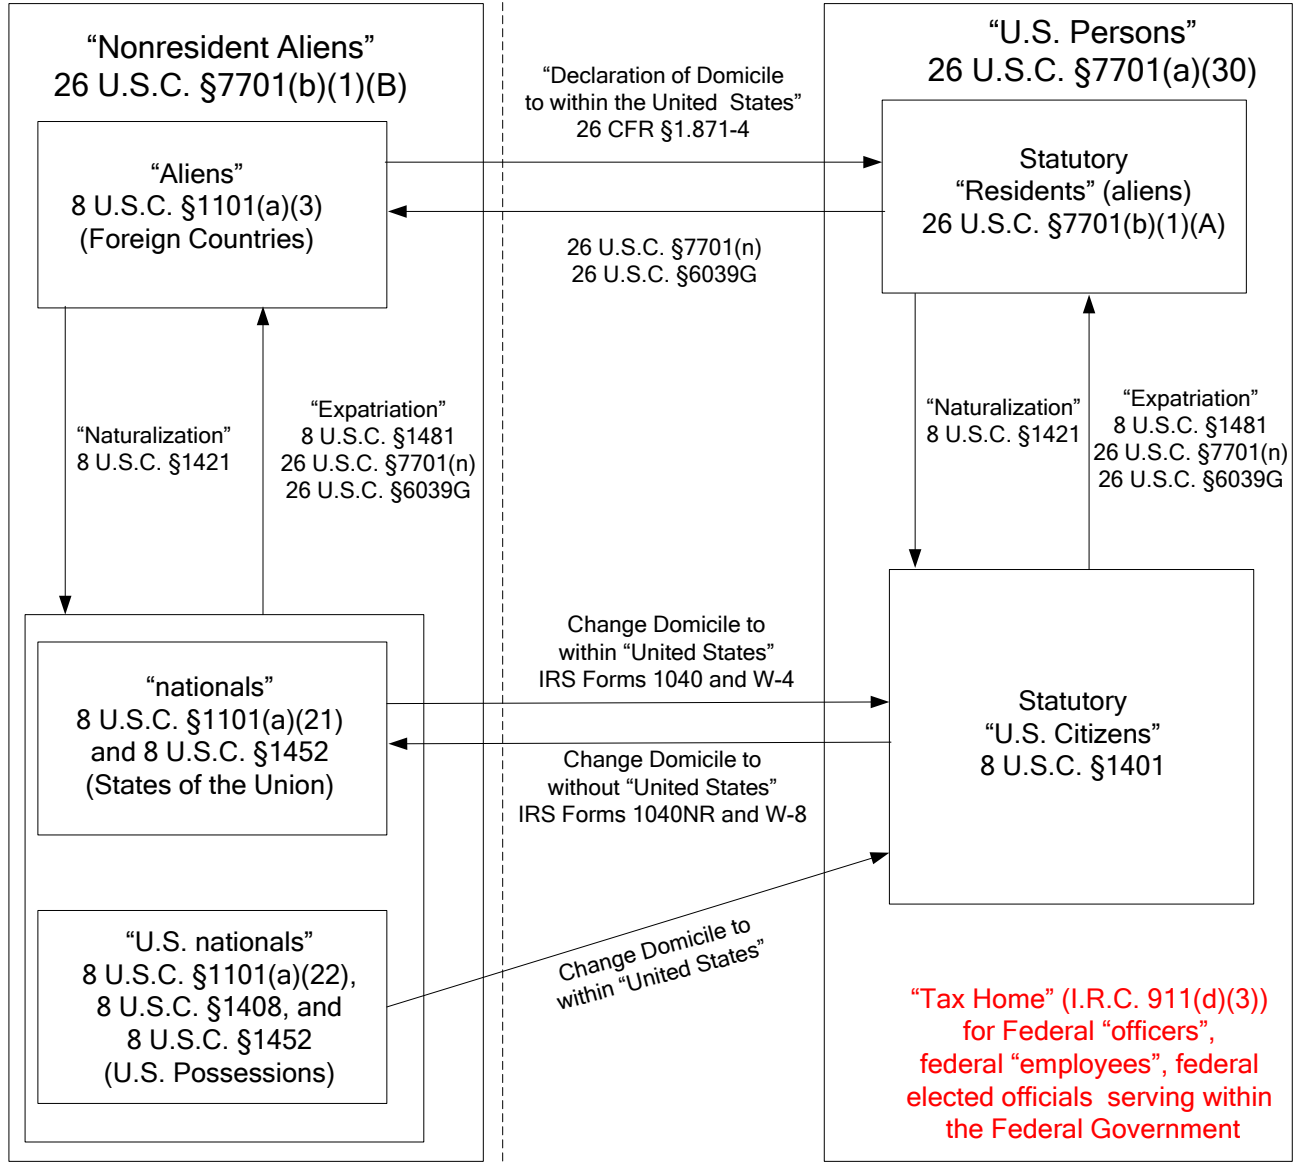 “Nonresident Aliens”
26 U.S.C. §7701(b)(1)(B)
“Aliens”
8 U.S.C. §1101(a)(3)
(Foreign Countries)
“Naturalization”
8 U.S.C. §1421
“Expatriation”
8 U.S.C. §1481
26 U.S.C. §7701(n)
26 U.S.C. §6039G
“nationals”
8 U.S.C. §1101(a)(21)
and 8 U.S.C. §1452
(States of the Union)
“U.S. nationals”
8 U.S.C. §1101(a)(22),
8 U.S.C. §1408, and
8 U.S.C. §1452
(U.S. Possessions)
“Declaration of Domicile
to within the United States”
26 CFR §1.871-4
26 U.S.C. §7701(n)
26 U.S.C. §6039G
Change Domicile to
within “United States”
IRS Forms 1040 and W-4
Change Domicile to
without “United States”
IRS Forms 1040NR and W-8
Change Domicile to
within “United States”
“U.S. Persons”
26 U.S.C. §7701(a)(30)
Statutory
“Residents” (aliens)
26 U.S.C. §7701(b)(1)(A)
“Naturalization”
8 U.S.C. §1421
“Expatriation”
8 U.S.C. §1481
26 U.S.C. §7701(n)
26 U.S.C. §6039G
Statutory
“U.S. Citizens”
8 U.S.C. §1401
“Tax Home” (I.R.C. 911(d)(3))
for Federal “officers”,
federal “employees”, federal
elected officials serving within
the Federal Government